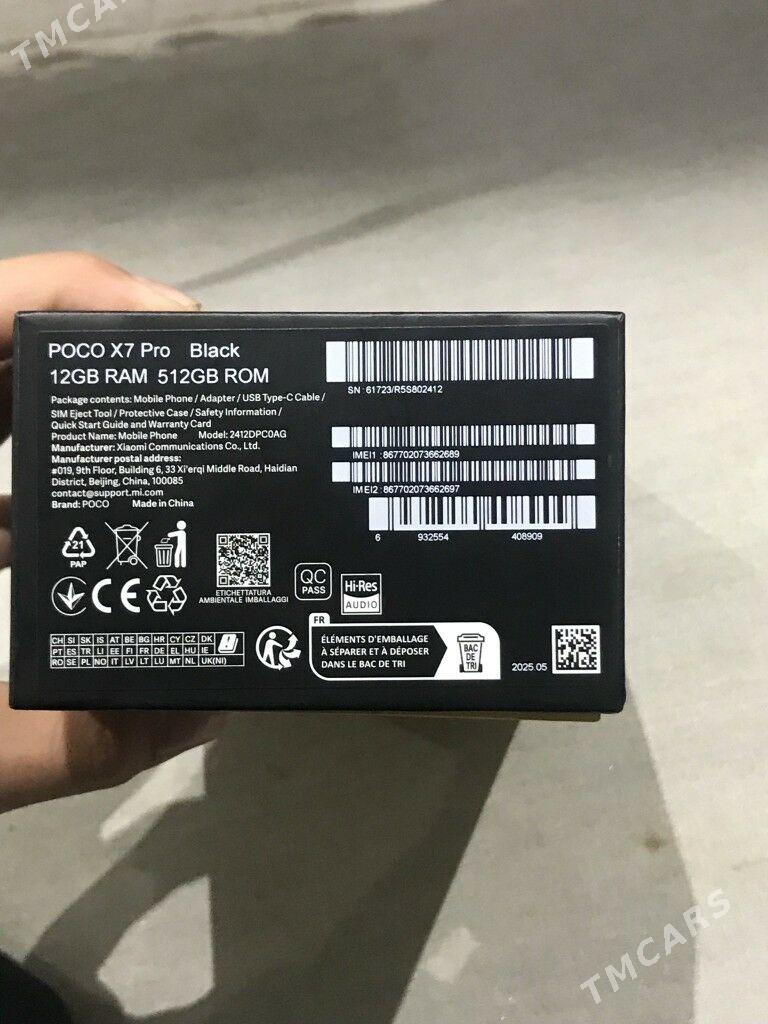 TMCARS
POCO X7 Pro Black
12GB RAM 512GB ROM
Package contents: Mobile Phone / Adapter / USB Type-C Cable /
SIM Eject Tool / Protective Case / Safety Information /
Quick Start Guide and Warranty Card
Product Name: Mobile Phone Model: 2412DPC0AG
Manufacturer: Xiaomi Communications Co., Ltd.
Manufacturer postal address:
#019, 9th Floor, Building 6, 33 Xi'erqi Middle Road, Haidian
District, Beijing, China, 100085
contact@support.mi.com
Brand: POCO Made in China
SN : 61723/R5S802412
IMEI1 : 867702073662689
IMEI2 : 867702073662697
6 932554 408909
21
PAP
ETICHETTATURA
AMBIENTALE IMBALLAGGI
QC
PASS
Hi-Res
AUDIO
CE
CH SI SK IS AT BE BG HR CY CZ DK
PT ES TR LI EE FI FR DE EL HU IE
RO SE PL NO IT LV LT LU MT NL UK(NI)
FR
ÉLÉMENTS D'EMBALLAGE
À SÉPARER ET À DÉPOSER
DANS LE BAC DE TRI
BAC
DE
TRI
2025.05
TMCARS